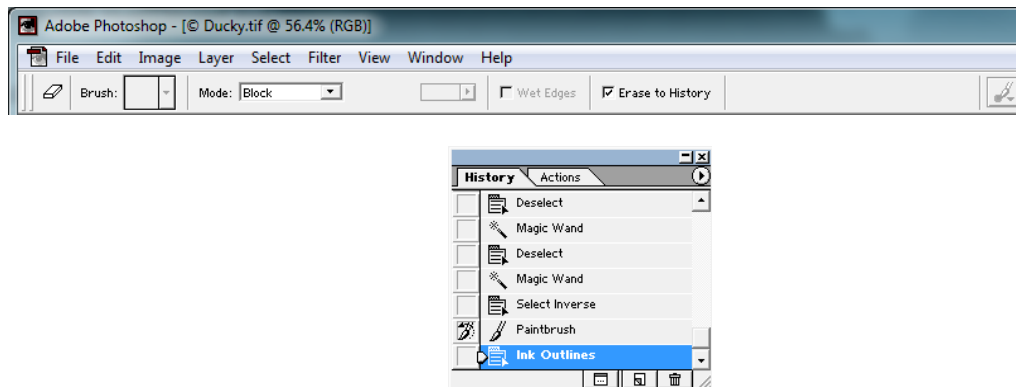 Adobe Photoshop - [© Ducky.tif @ 56.4% (RGB)]
File Edit Image Layer Select Filter View Window Help
Brush: Mode: Block Wet Edges Erase to History
History Actions
Deselect
Magic Wand
Deselect
Magic Wand
Select Inverse
Paintbrush
Ink Outlines